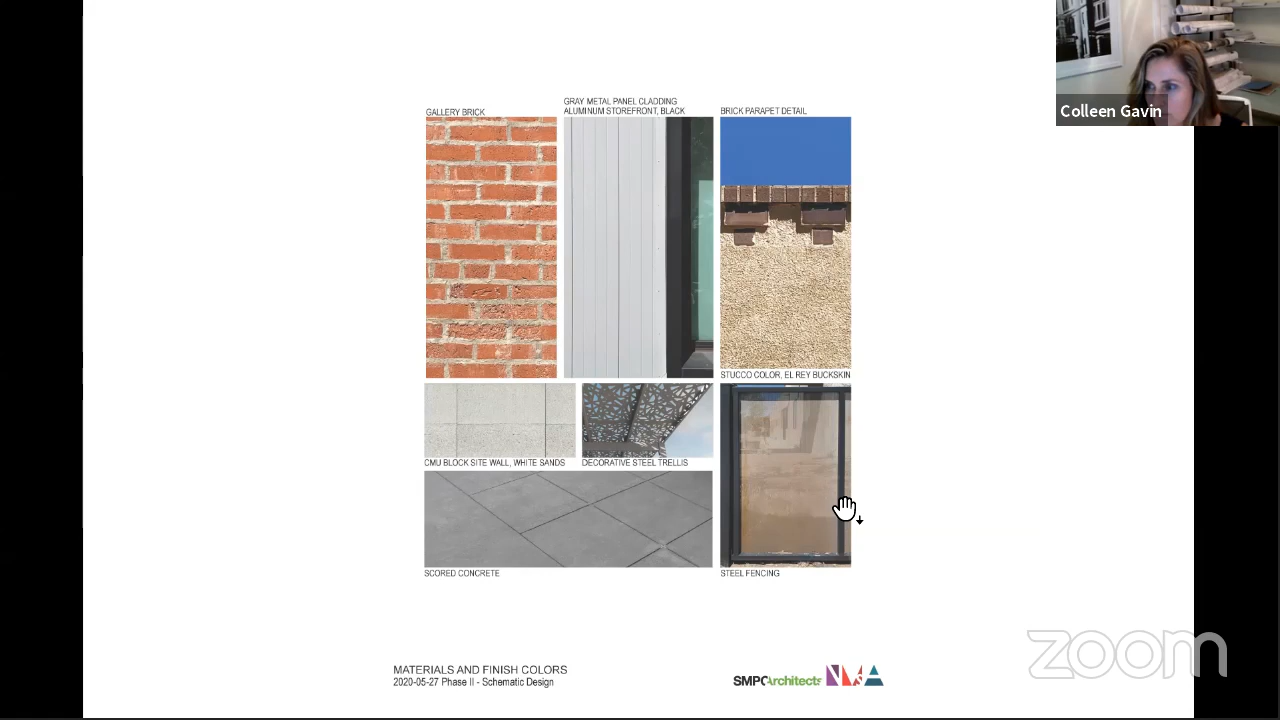 Colleen Gavin
GALLERY BRICK
GRAY METAL PANEL CLADDING
ALUMINUM STOREFRONT, BLACK
BRICK PARAPET DETAIL
STUCCO COLOR, EL REY BUCKSKIN
CMU BLOCK SITE WALL, WHITE SANDS
DECORATIVE STEEL TRELLIS
SCORED CONCRETE
STEEL FENCING
MATERIALS AND FINISH COLORS
2020-05-27 Phase II - Schematic Design
SMPCArchitects
NMA
zoom